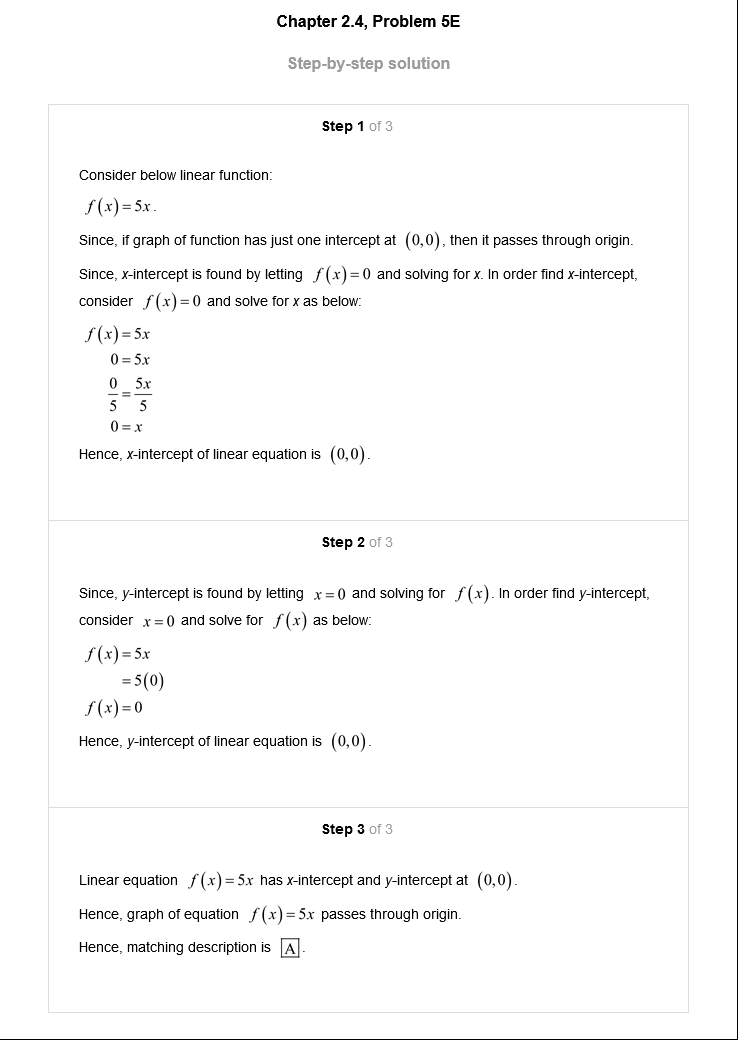 Chapter 2.4, Problem 5E
Step-by-step solution
Step 1 of 3
Consider below linear function:
f(x)=5x.
Since, if graph of function has just one intercept at (0,0), then it passes through origin.
Since, x-intercept is found by letting f(x)=0 and solving for x. In order find x-intercept,
consider f(x)=0 and solve for x as below:
f(x)=5x
0=5x
0/5=5x/5
0=x
Hence, x-intercept of linear equation is (0,0).
Step 2 of 3
Since, y-intercept is found by letting x=0 and solving for f(x). In order find y-intercept,
consider x=0 and solve for f(x) as below:
f(x)=5x
=5(0)
f(x)=0
Hence, y-intercept of linear equation is (0,0).
Step 3 of 3
Linear equation f(x)=5x has x-intercept and y-intercept at (0,0).
Hence, graph of equation f(x)=5x passes through origin.
Hence, matching description is A.